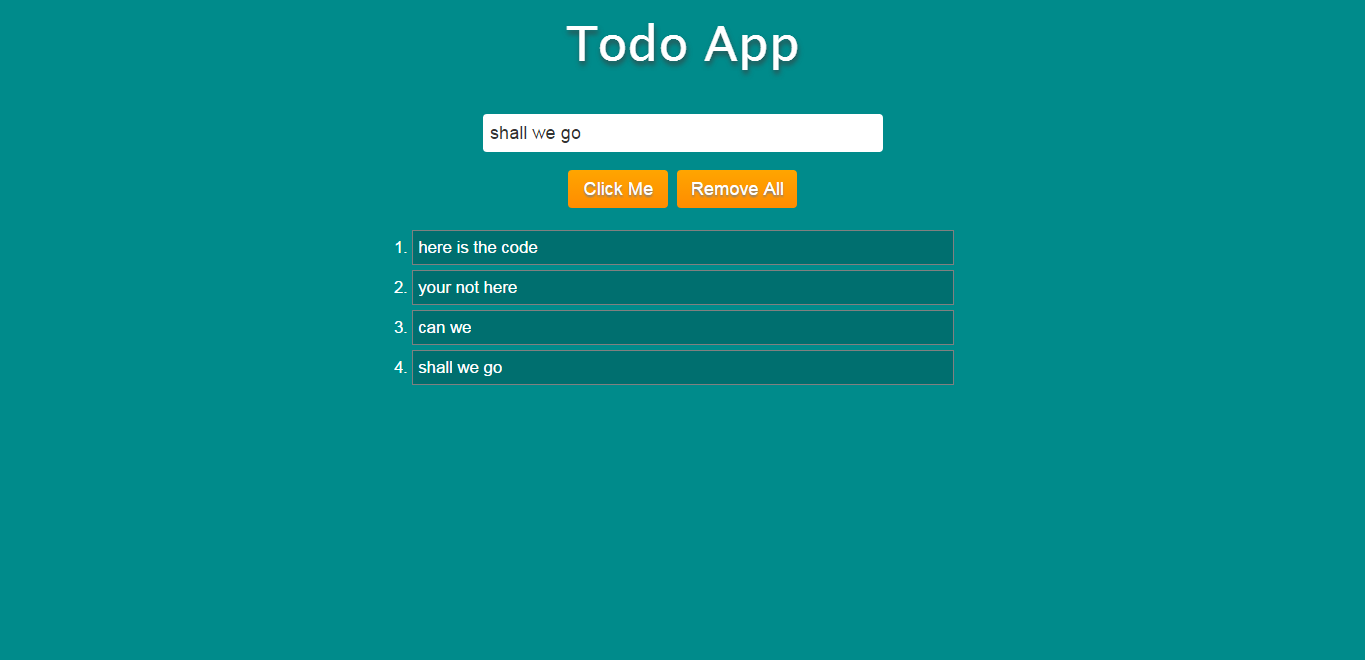 Todo App
shall we go
Click Me Remove All
1. here is the code
2. your not here
3. can we
4. shall we go